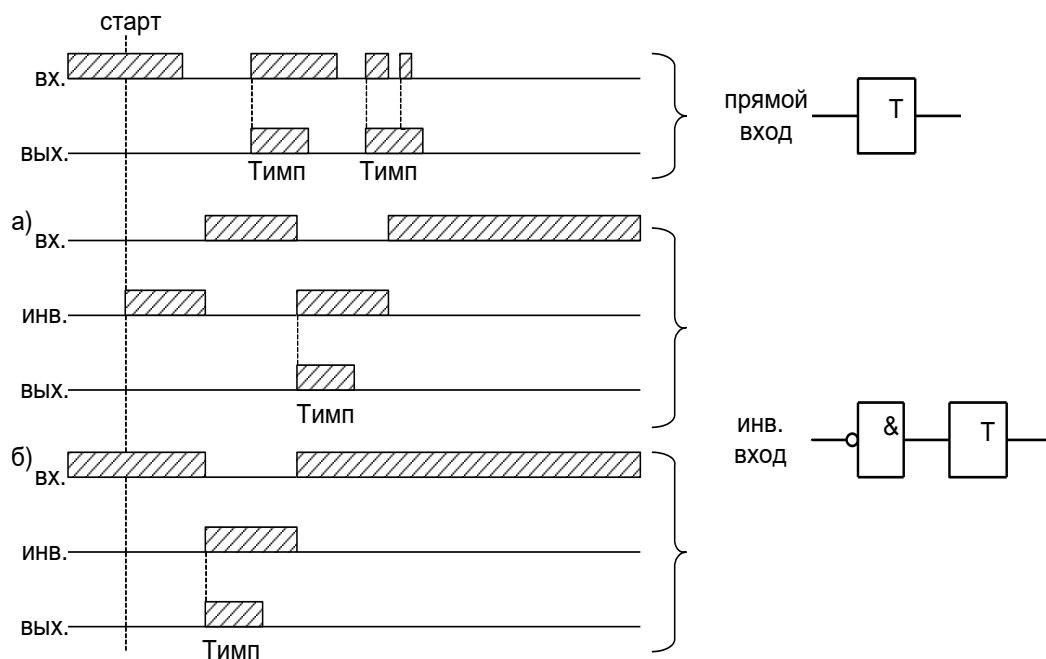 старт
вх.
вых.
Тимп Тимп
прямой
вход
Т
а)
вх.
инв.
вых.
Тимп
б)
вх.
инв.
вых.
Тимп
инв.
вход
&
Т